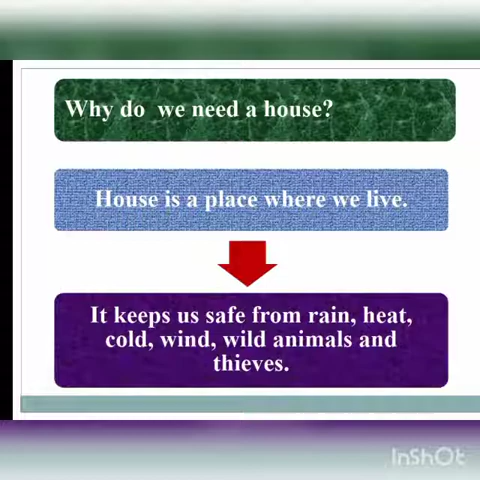 Why do we need a house?
House is a place where we live.
It keeps us safe from rain, heat,
cold, wind, wild animals and
thieves.
InShOt